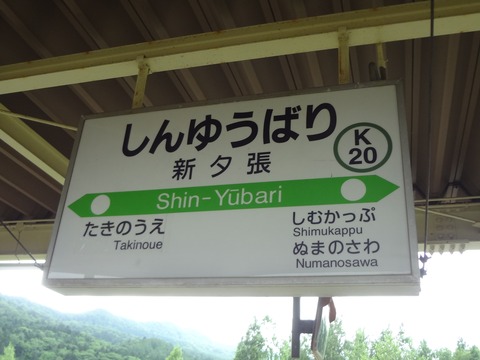 しんゆうばり
新夕張
K
20
Shin-Yūbari
たきのうえ
Takinoue
しむかっぷ
Shimukappu
ぬまのさわ
Numanosawa